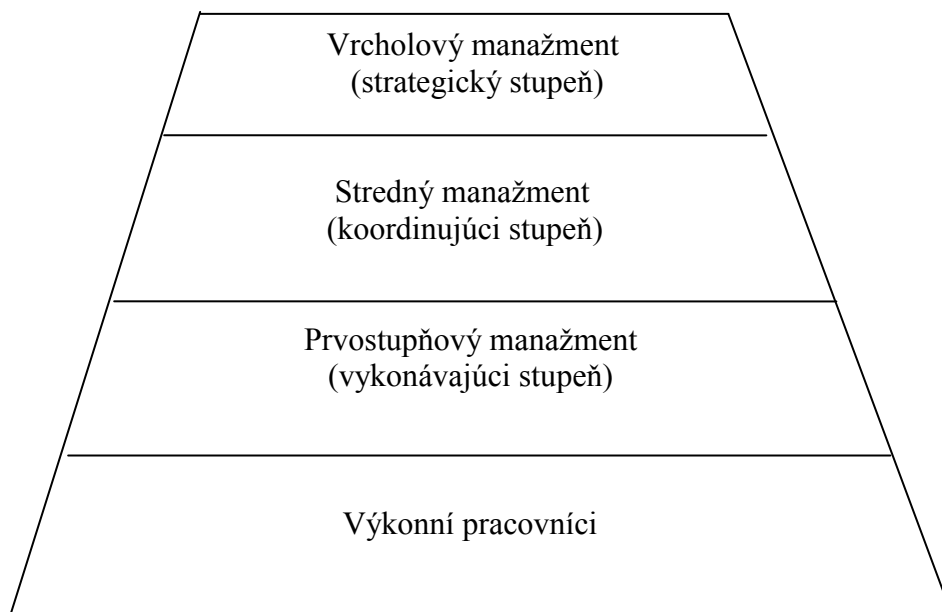 Vrcholový manažment
(strategický stupeň)
Stredný manažment
(koordinujúci stupeň)
Prvostupňový manažment
(vykonávajúci stupeň)
Výkonní pracovníci